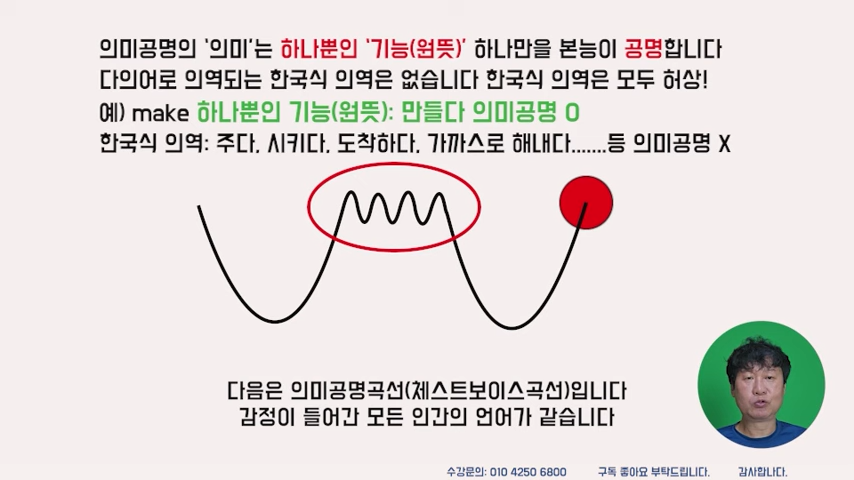 의미공명의 '의미'는 하나뿐인 '기능(원뜻)' 하나만을 본능이 공명합니다
다의어로 의역되는 한국식 의역은 없습니다 한국식 의역은 모두 허상!
예) make 하나뿐인 기능(원뜻): 만들다 의미공명 O
한국식 의역: 주다, 시키다, 도착하다, 가까스로 해내다.......등 의미공명 X
다음은 의미공명곡선(체스트보이스곡선)입니다
감정이 들어간 모든 인간의 언어가 같습니다
수강문의: 010 4250 6800 구독 좋아요 부탁드립니다. 감사합나다.